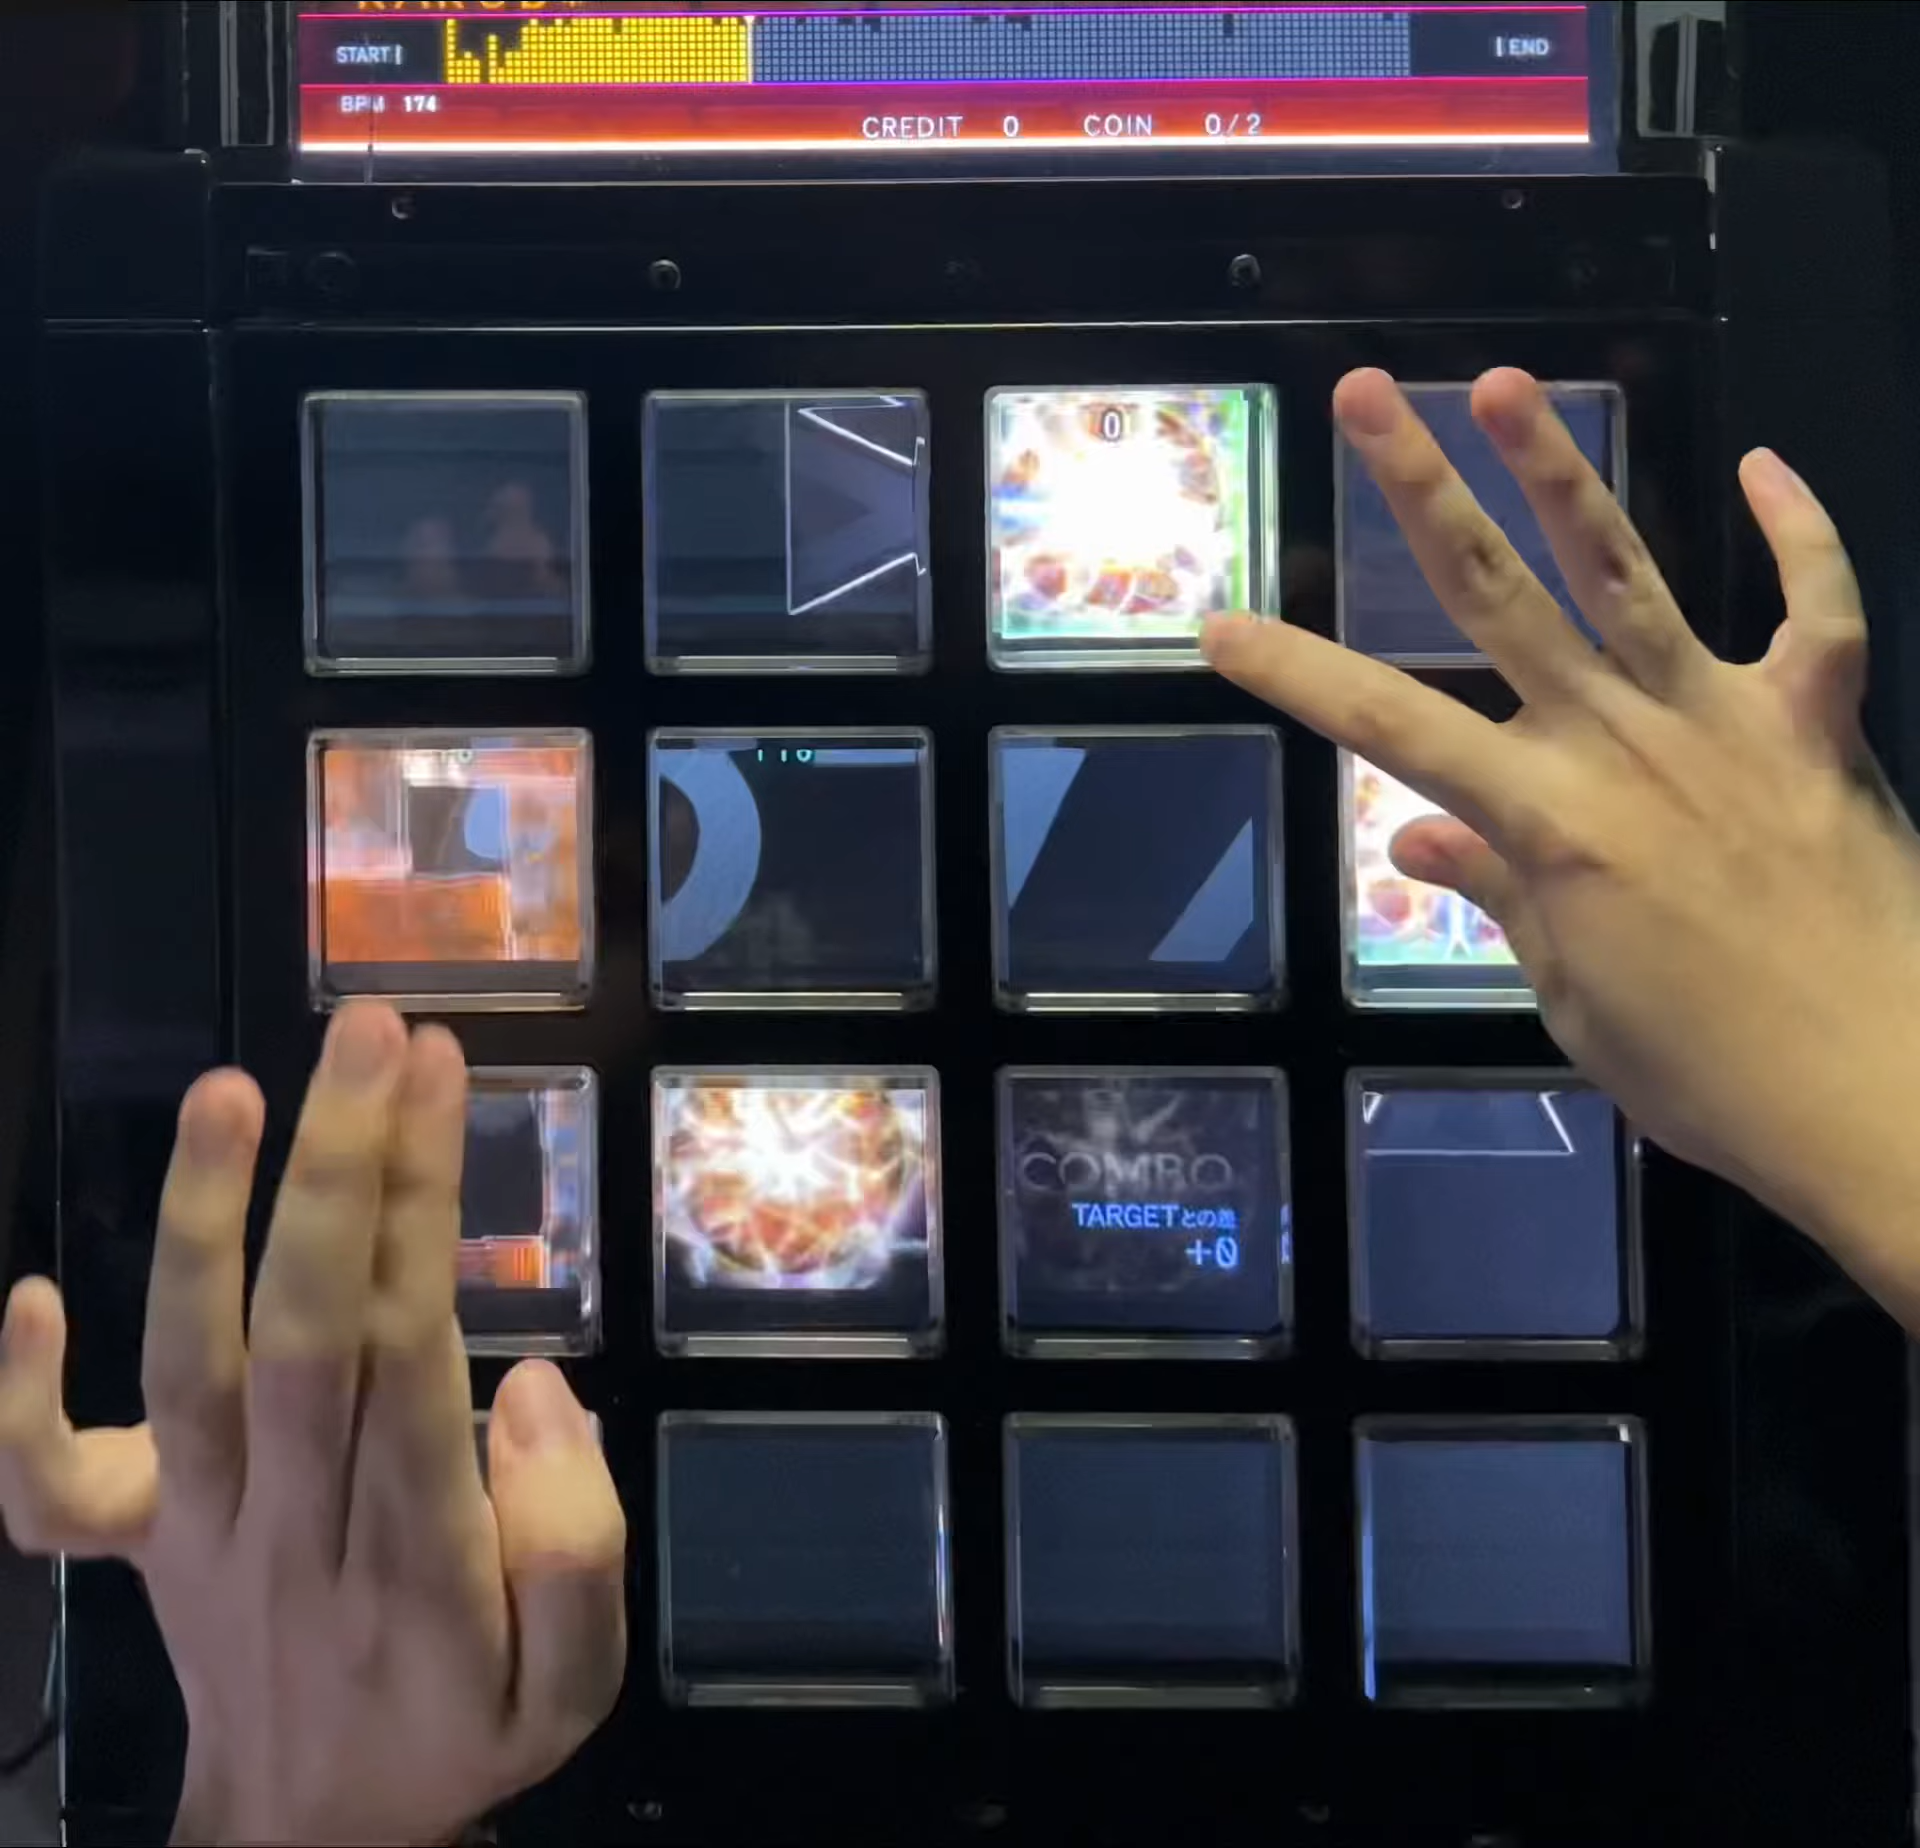 START
END
BPM 174
CREDIT 0 COIN 0/2
0
COMBO
TARGETとの差
+0